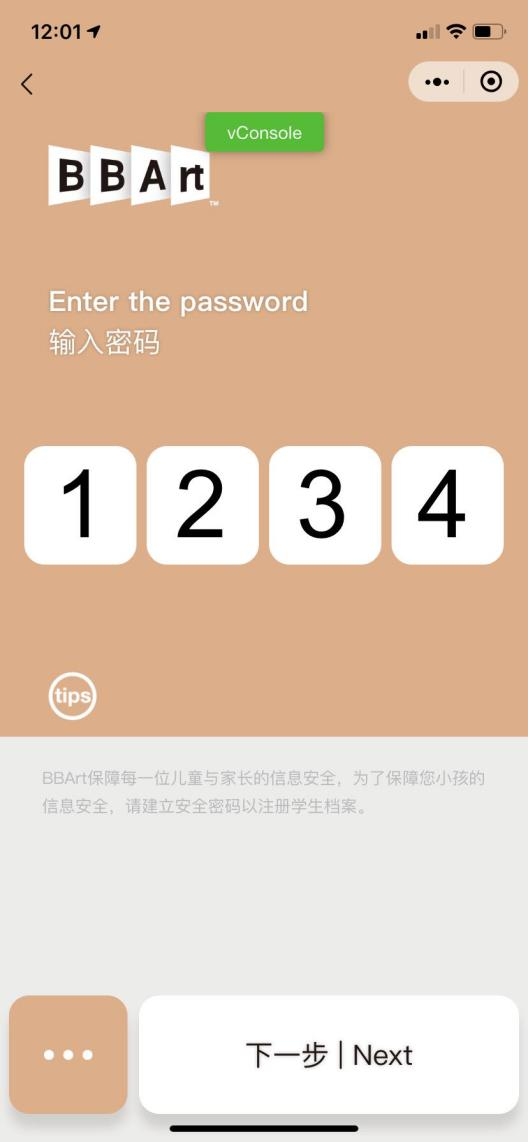 12:01
vConsole
BBArt
TM
Enter the password
输入密码
1 2 3 4
tips
BBArt保障每一位儿童与家长的信息安全，为了保障您小孩的
信息安全，请建立安全密码以注册学生档案。
下一步 | Next